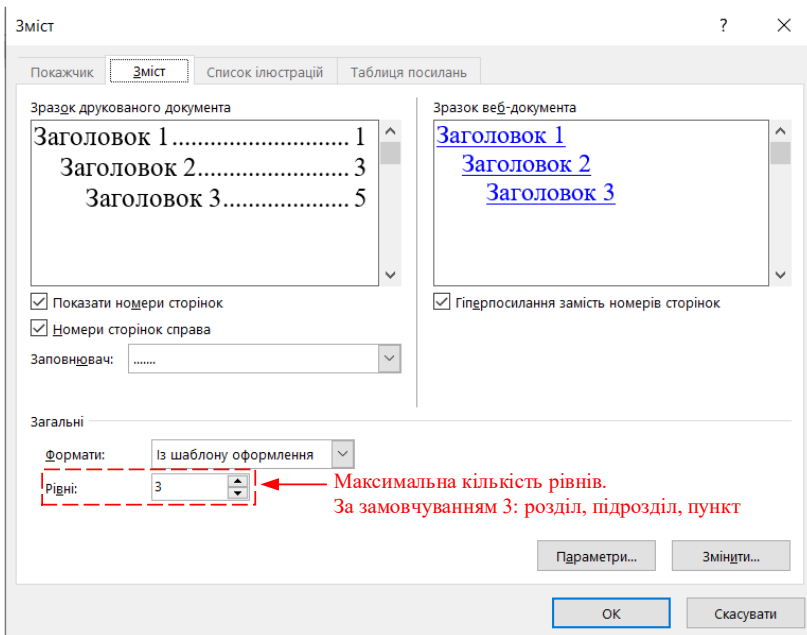 Зміст
?
Покажчик
Зміст
Список ілюстрацій
Таблиця посилань
Зразок друкованого документа
Заголовок 1............................ 1
Заголовок 2........................ 3
Заголовок 3.................... 5
Показати номери сторінок
Номери сторінок справа
Заповнювач: .......
Зразок веб-документа
Заголовок 1
Заголовок 2
Заголовок 3
Гіперпосилання замість номерів сторінок
Загальні
Формати: Із шаблону оформлення
Рівні: 3
Максимальна кількість рівнів.
За замовчуванням 3: розділ, підрозділ, пункт
Параметри...
Змінити...
ОК
Скасувати